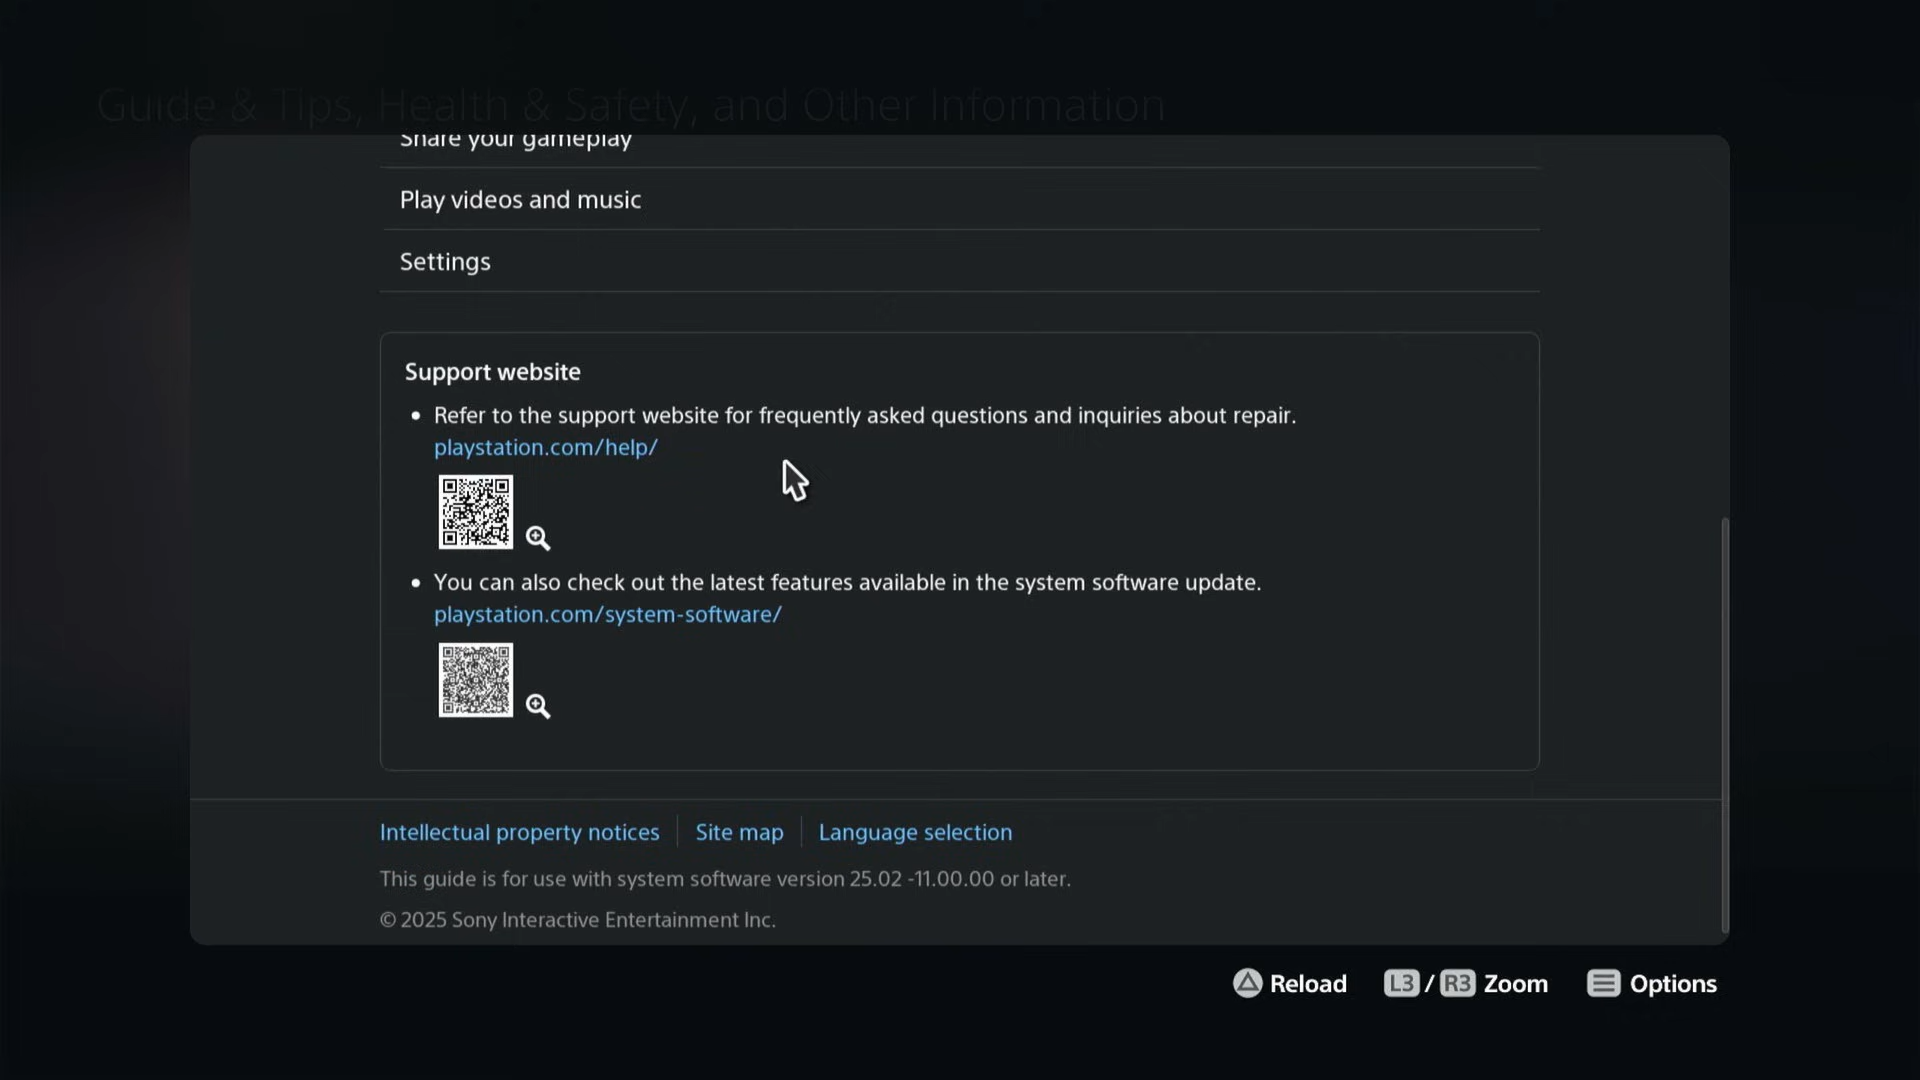 Guide & Tips, Health & Safety, and Other Information
Share your gameplay
Play videos and music
Settings
Support website
• Refer to the support website for frequently asked questions and inquiries about repair.
playstation.com/help/
• You can also check out the latest features available in the system software update.
playstation.com/system-software/
Intellectual property notices | Site map | Language selection
This guide is for use with system software version 25.02 -11.00.00 or later.
© 2025 Sony Interactive Entertainment Inc.
Reload L3 / R3 Zoom Options